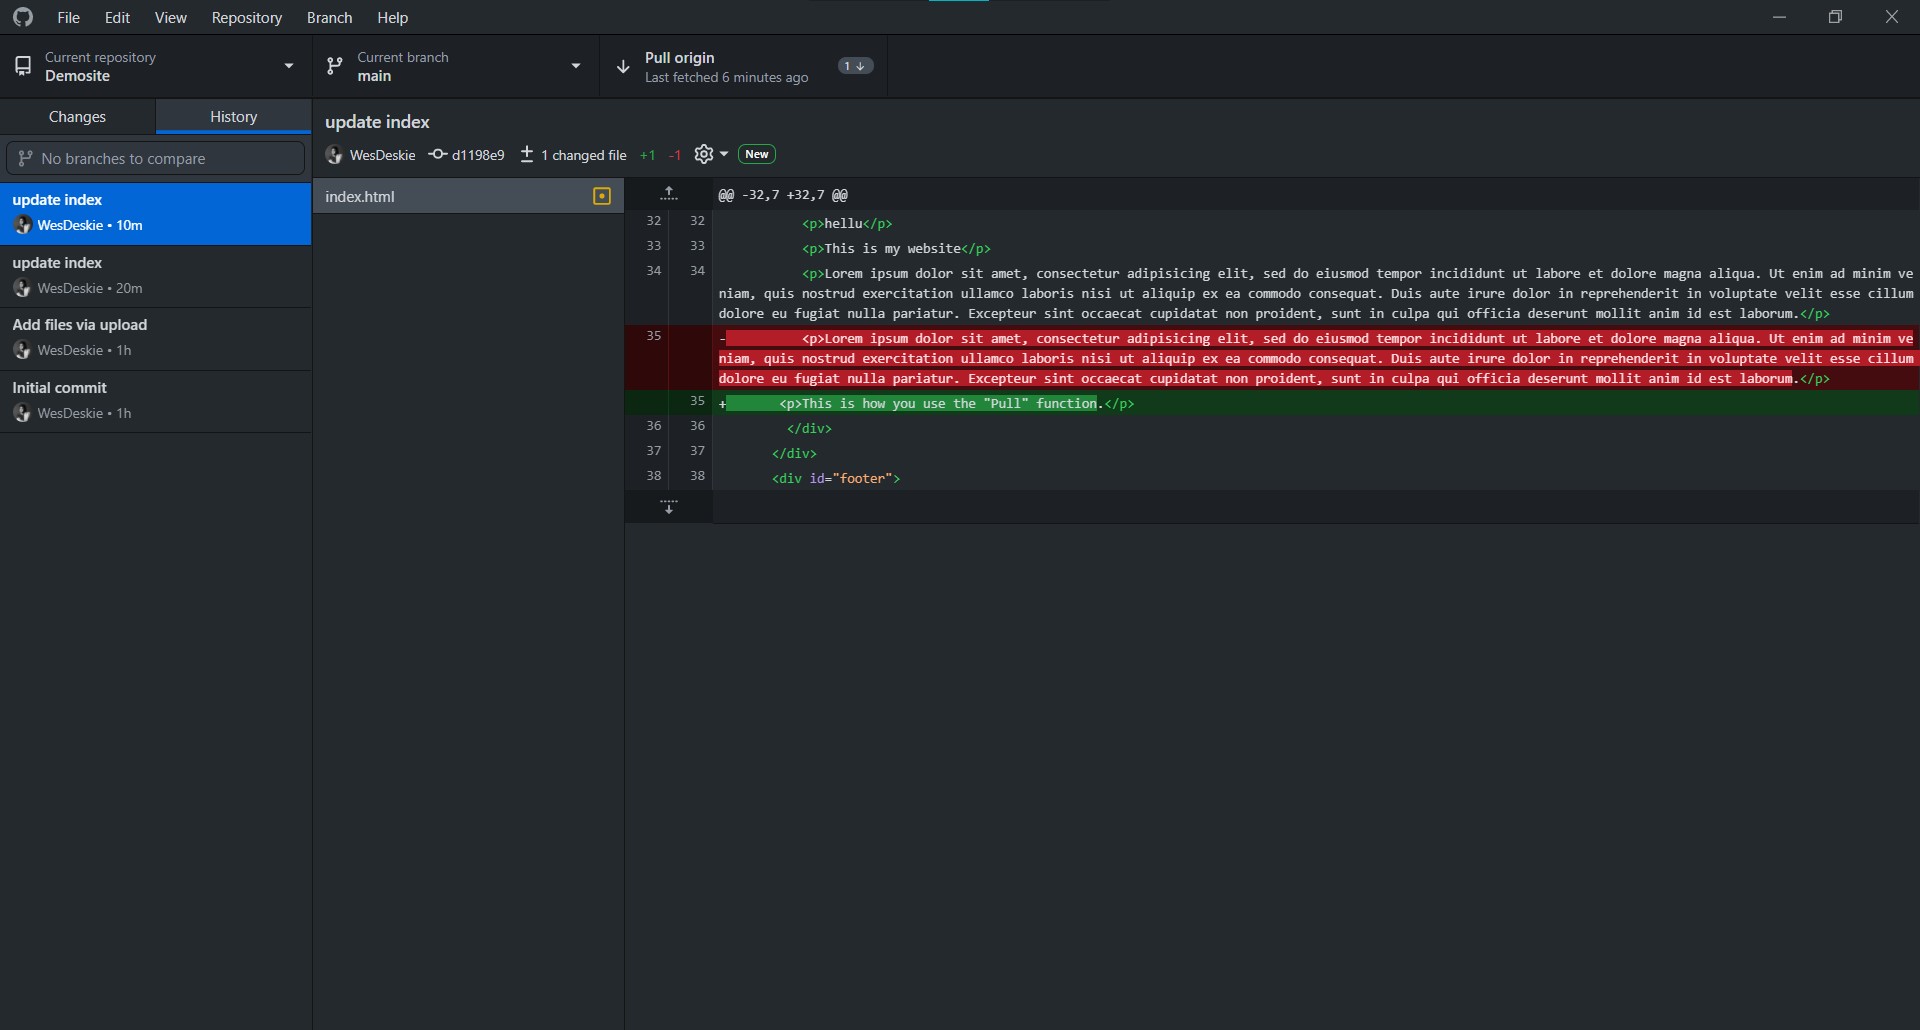 File Edit View Repository Branch Help
Current repository
Demosite
Current branch
main
Pull origin
Last fetched 6 minutes ago
1
Changes
History
No branches to compare
update index
WesDeskie • 10m
update index
WesDeskie • 20m
Add files via upload
WesDeskie • 1h
Initial commit
WesDeskie • 1h
update index
WesDeskie d1198e9 1 changed file +1 -1 New
index.html
@@ -32,7 +32,7 @@
32 32 <p>hellu</p>
33 33 <p>This is my website</p>
34 34 <p>Lorem ipsum dolor sit amet, consectetur adipisicing elit, sed do eiusmod tempor incididunt ut labore et dolore magna aliqua. Ut enim ad minim ve
niam, quis nostrud exercitation ullamco laboris nisi ut aliquip ex ea commodo consequat. Duis aute irure dolor in reprehenderit in voluptate velit esse cillum
dolore eu fugiat nulla pariatur. Excepteur sint occaecat cupidatat non proident, sunt in culpa qui officia deserunt mollit anim id est laborum.</p>
35 - <p>Lorem ipsum dolor sit amet, consectetur adipisicing elit, sed do eiusmod tempor incididunt ut labore et dolore magna aliqua. Ut enim ad minim ve
niam, quis nostrud exercitation ullamco laboris nisi ut aliquip ex ea commodo consequat. Duis aute irure dolor in reprehenderit in voluptate velit esse cillum
dolore eu fugiat nulla pariatur. Excepteur sint occaecat cupidatat non proident, sunt in culpa qui officia deserunt mollit anim id est laborum.</p>
35 + <p>This is how you use the "Pull" function.</p>
36 36 </div>
37 37 </div>
38 38 <div id="footer">